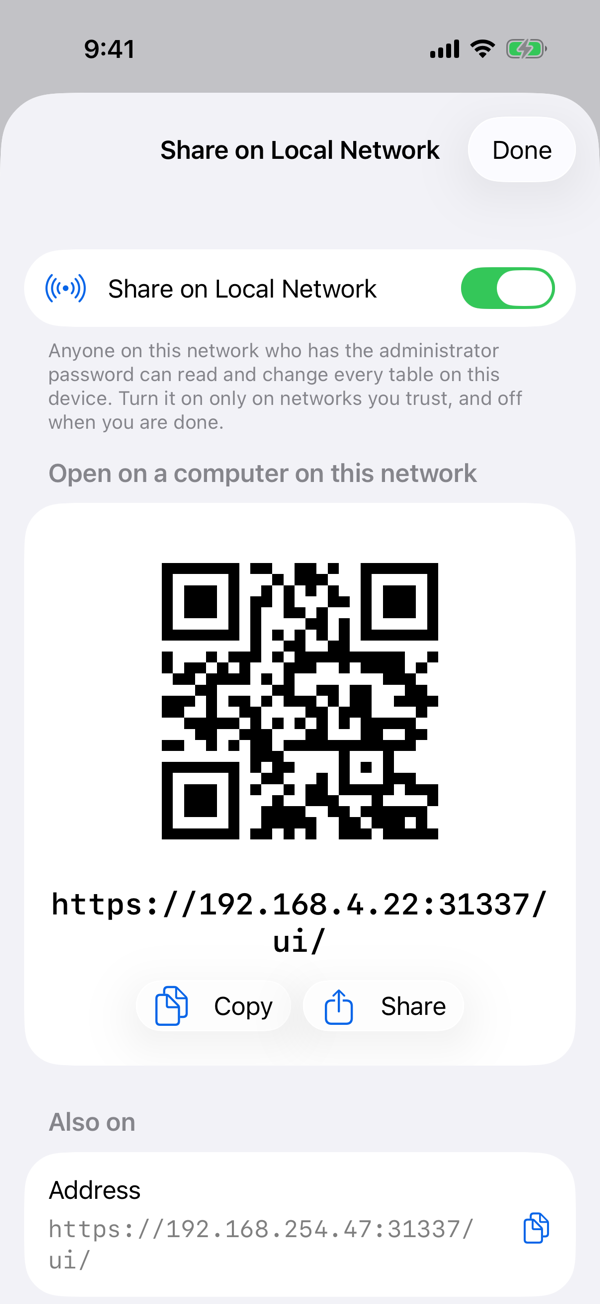 9:41
Share on Local Network
Done
Share on Local Network
Anyone on this network who has the administrator
password can read and change every table on this
device. Turn it on only on networks you trust, and off
when you are done.
Open on a computer on this network
https://192.168.4.22:31337/
ui/
Copy
Share
Also on
Address
https://192.168.254.47:31337/
ui/